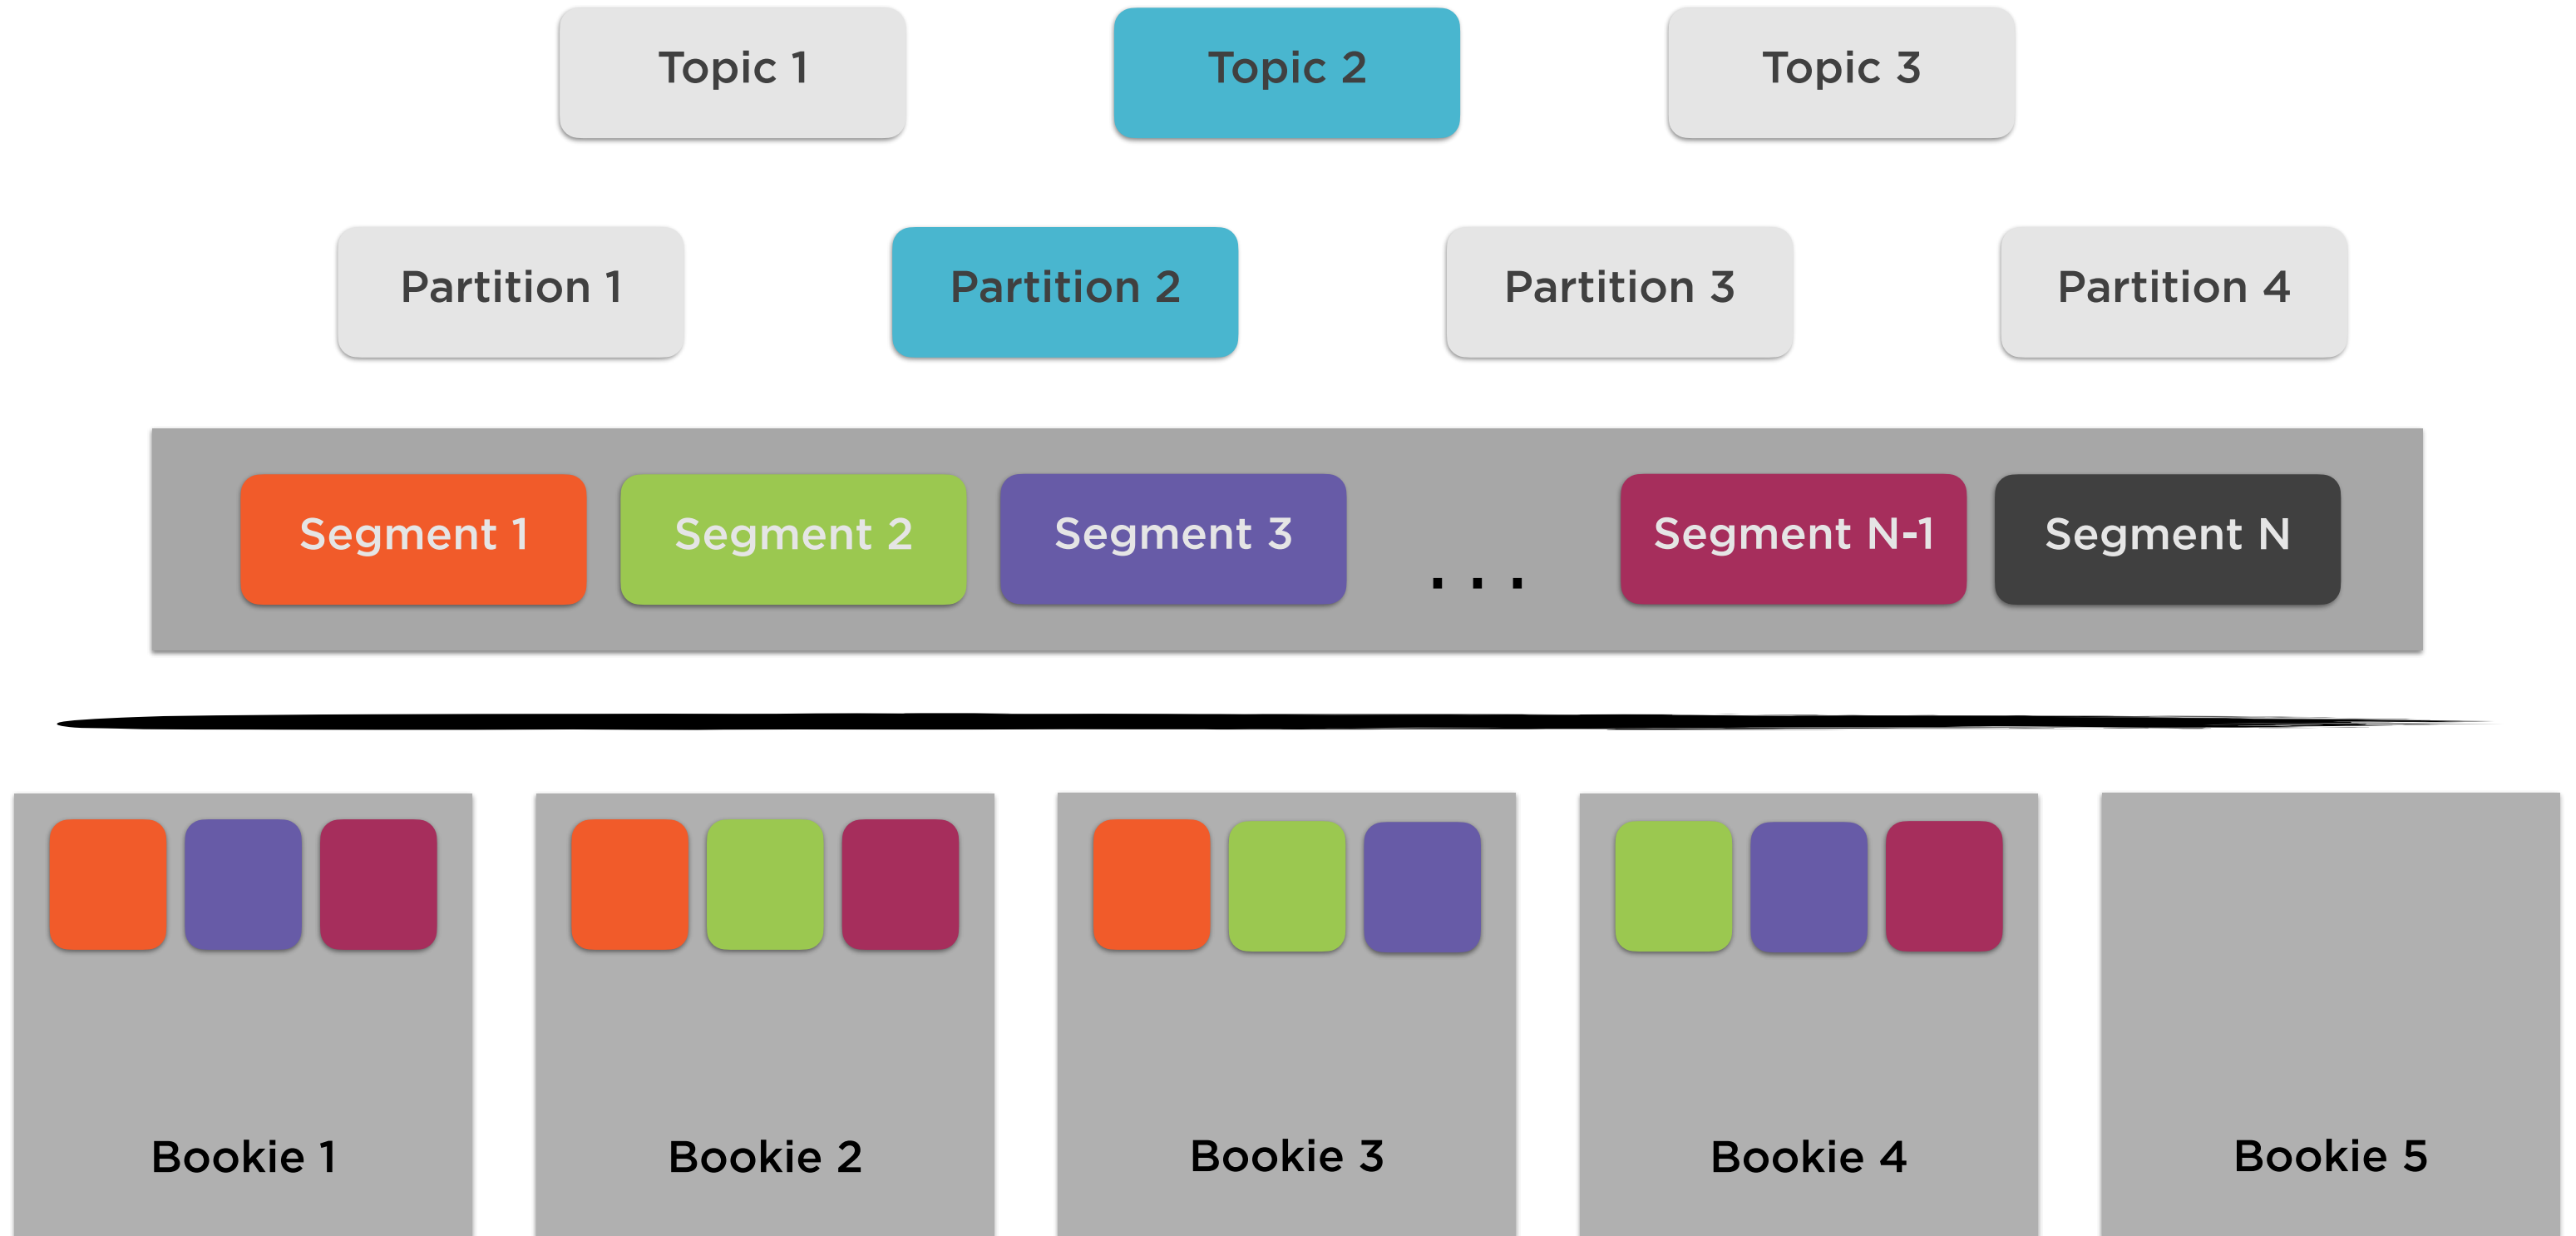 Topic 1
Topic 2
Topic 3
Partition 1
Partition 2
Partition 3
Partition 4
Segment 1
Segment 2
Segment 3
. . .
Segment N-1
Segment N
Bookie 1
Bookie 2
Bookie 3
Bookie 4
Bookie 5